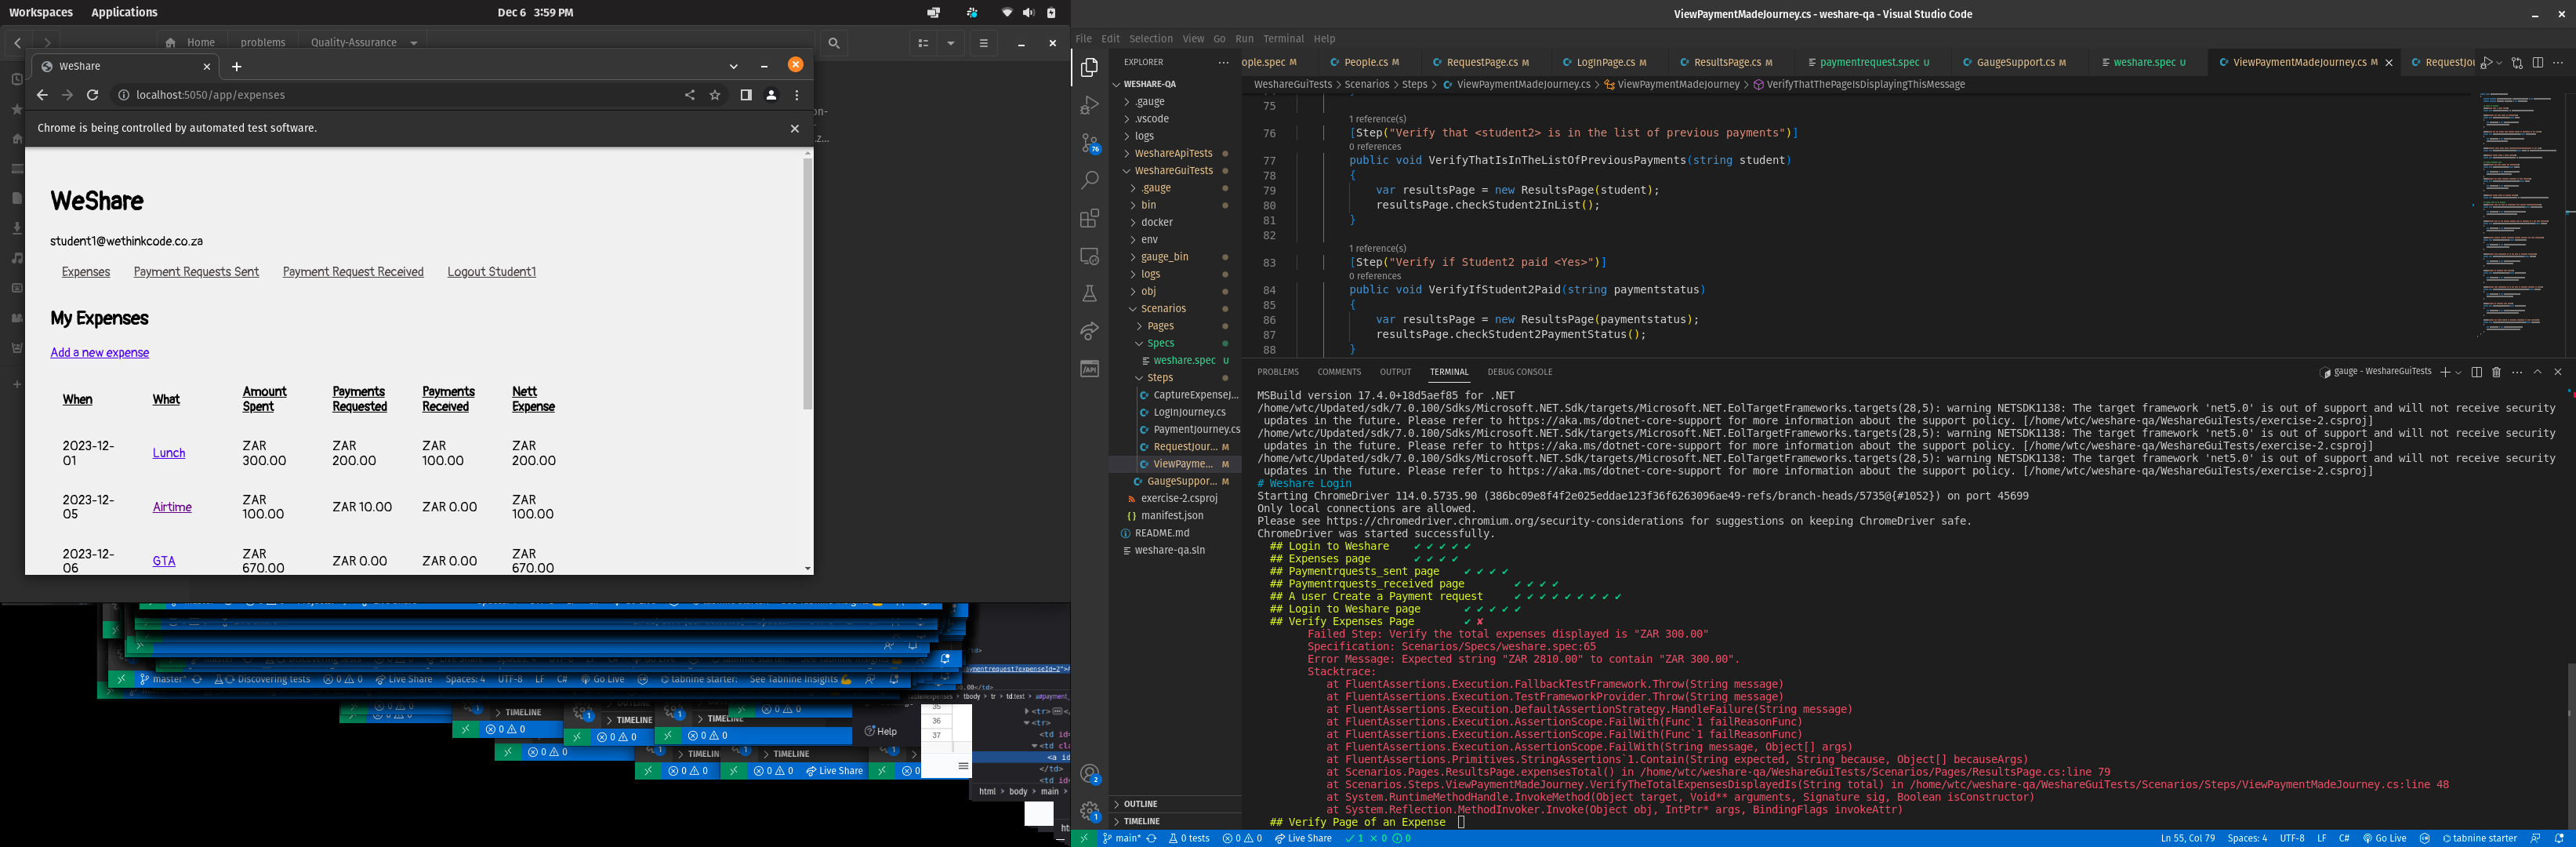 Workspaces Applications Dec 6 3:59 PM
Home problems Quality-Assurance
WeShare
localhost:5050/app/expenses
Chrome is being controlled by automated test software.
WeShare
student1@wethinkcode.co.za
Expenses Payment Requests Sent Payment Request Received Logout Student1
My Expenses
Add a new expense
When What Amount Spent Payments Requested Payments Received Nett Expense
2023-12-01 Lunch ZAR 300.00 ZAR 200.00 ZAR 100.00 ZAR 200.00
2023-12-05 Airtime ZAR 100.00 ZAR 10.00 ZAR 0.00 ZAR 100.00
2023-12-06 GTA ZAR 670.00 ZAR 0.00 ZAR 0.00 ZAR 670.00
master* Discovering tests 0 0 Live Share Spaces: 4 UTF-8 LF C# Go Live tabnine starter: See Tabnine Insights
TIMELINE
Help
35
36
37
html body main
ViewPaymentMadeJourney.cs - weshare-qa - Visual Studio Code
File Edit Selection View Go Run Terminal Help
EXPLORER
WESHARE-QA
.gauge
.vscode
logs
WeshareApiTests
WeshareGuiTests
.gauge
bin
docker
env
gauge_bin
logs
obj
Scenarios
Pages
Specs
weshare.spec U
Steps
CaptureExpenseJ...
LogInJourney.cs
PaymentJourney.cs
RequestJour... M
ViewPayme... M
GaugeSuppor... M
exercise-2.csproj
manifest.json
README.md
weshare-qa.sln
OUTLINE
TIMELINE
ople.spec M People.cs M RequestPage.cs M LogInPage.cs M ResultsPage.cs M paymentrequest.spec U GaugeSupport.cs M weshare.spec U ViewPaymentMadeJourney.cs M RequestJou
WeshareGuiTests > Scenarios > Steps > ViewPaymentMadeJourney.cs > ViewPaymentMadeJourney > VerifyThatThePageIsDisplayingThisMessage
75
1 reference(s)
76 [Step("Verify that <student2> is in the list of previous payments")]
0 references
77 public void VerifyThatIsInTheListOfPreviousPayments(string student)
78 {
79 var resultsPage = new ResultsPage(student);
80 resultsPage.checkStudent2InList();
81 }
82
1 reference(s)
83 [Step("Verify if Student2 paid <Yes>")]
0 references
84 public void VerifyIfStudent2Paid(string paymentstatus)
85 {
86 var resultsPage = new ResultsPage(paymentstatus);
87 resultsPage.checkStudent2PaymentStatus();
88 }
PROBLEMS COMMENTS OUTPUT TERMINAL DEBUG CONSOLE gauge - WeshareGuiTests
MSBuild version 17.4.0+18d5aef85 for .NET
/home/wtc/Updated/sdk/7.0.100/Sdks/Microsoft.NET.Sdk/targets/Microsoft.NET.EolTargetFrameworks.targets(28,5): warning NETSDK1138: The target framework 'net5.0' is out of support and will not receive security
updates in the future. Please refer to https://aka.ms/dotnet-core-support for more information about the support policy. [/home/wtc/weshare-qa/WeshareGuiTests/exercise-2.csproj]
/home/wtc/Updated/sdk/7.0.100/Sdks/Microsoft.NET.Sdk/targets/Microsoft.NET.EolTargetFrameworks.targets(28,5): warning NETSDK1138: The target framework 'net5.0' is out of support and will not receive security
updates in the future. Please refer to https://aka.ms/dotnet-core-support for more information about the support policy. [/home/wtc/weshare-qa/WeshareGuiTests/exercise-2.csproj]
/home/wtc/Updated/sdk/7.0.100/Sdks/Microsoft.NET.Sdk/targets/Microsoft.NET.EolTargetFrameworks.targets(28,5): warning NETSDK1138: The target framework 'net5.0' is out of support and will not receive security
updates in the future. Please refer to https://aka.ms/dotnet-core-support for more information about the support policy. [/home/wtc/weshare-qa/WeshareGuiTests/exercise-2.csproj]
# Weshare Login
Starting ChromeDriver 114.0.5735.90 (386bc09e8f4f2e025eddae123f36f6263096ae49-refs/branch-heads/5735@{#1052}) on port 45699
Only local connections are allowed.
Please see https://chromedriver.chromium.org/security-considerations for suggestions on keeping ChromeDriver safe.
ChromeDriver was started successfully.
## Login to Weshare ✔ ✔ ✔ ✔ ✔
## Expenses page ✔ ✔ ✔ ✔
## Paymentrquests_sent page ✔ ✔ ✔ ✔
## Paymentrquests_received page ✔ ✔ ✔ ✔
## A user Create a Payment request ✔ ✔ ✔ ✔ ✔ ✔ ✔ ✔ ✔
## Login to Weshare page ✔ ✔ ✔ ✔ ✔
## Verify Expenses Page ✔ ✘
Failed Step: Verify the total expenses displayed is "ZAR 300.00"
Specification: Scenarios/Specs/weshare.spec:65
Error Message: Expected string "ZAR 2810.00" to contain "ZAR 300.00".
Stacktrace:
at FluentAssertions.Execution.FallbackTestFramework.Throw(String message)
at FluentAssertions.Execution.TestFrameworkProvider.Throw(String message)
at FluentAssertions.Execution.DefaultAssertionStrategy.HandleFailure(String message)
at FluentAssertions.Execution.AssertionScope.FailWith(Func`1 failReasonFunc)
at FluentAssertions.Execution.AssertionScope.FailWith(Func`1 failReasonFunc)
at FluentAssertions.Execution.AssertionScope.FailWith(String message, Object[] args)
at FluentAssertions.Primitives.StringAssertions`1.Contain(String expected, String because, Object[] becauseArgs)
at Scenarios.Pages.ResultsPage.expensesTotal() in /home/wtc/weshare-qa/WeshareGuiTests/Scenarios/Pages/ResultsPage.cs:line 79
at Scenarios.Steps.ViewPaymentMadeJourney.VerifyTheTotalExpensesDisplayedIs(String total) in /home/wtc/weshare-qa/WeshareGuiTests/Scenarios/Steps/ViewPaymentMadeJourney.cs:line 48
at System.RuntimeMethodHandle.InvokeMethod(Object target, Void** arguments, Signature sig, Boolean isConstructor)
at System.Reflection.MethodInvoker.Invoke(Object obj, IntPtr* args, BindingFlags invokeAttr)
## Verify Page of an Expense
main* 0 tests 0 0 Live Share 1 0 0 Ln 55, Col 79 Spaces: 4 UTF-8 LF C# Go Live tabnine starter